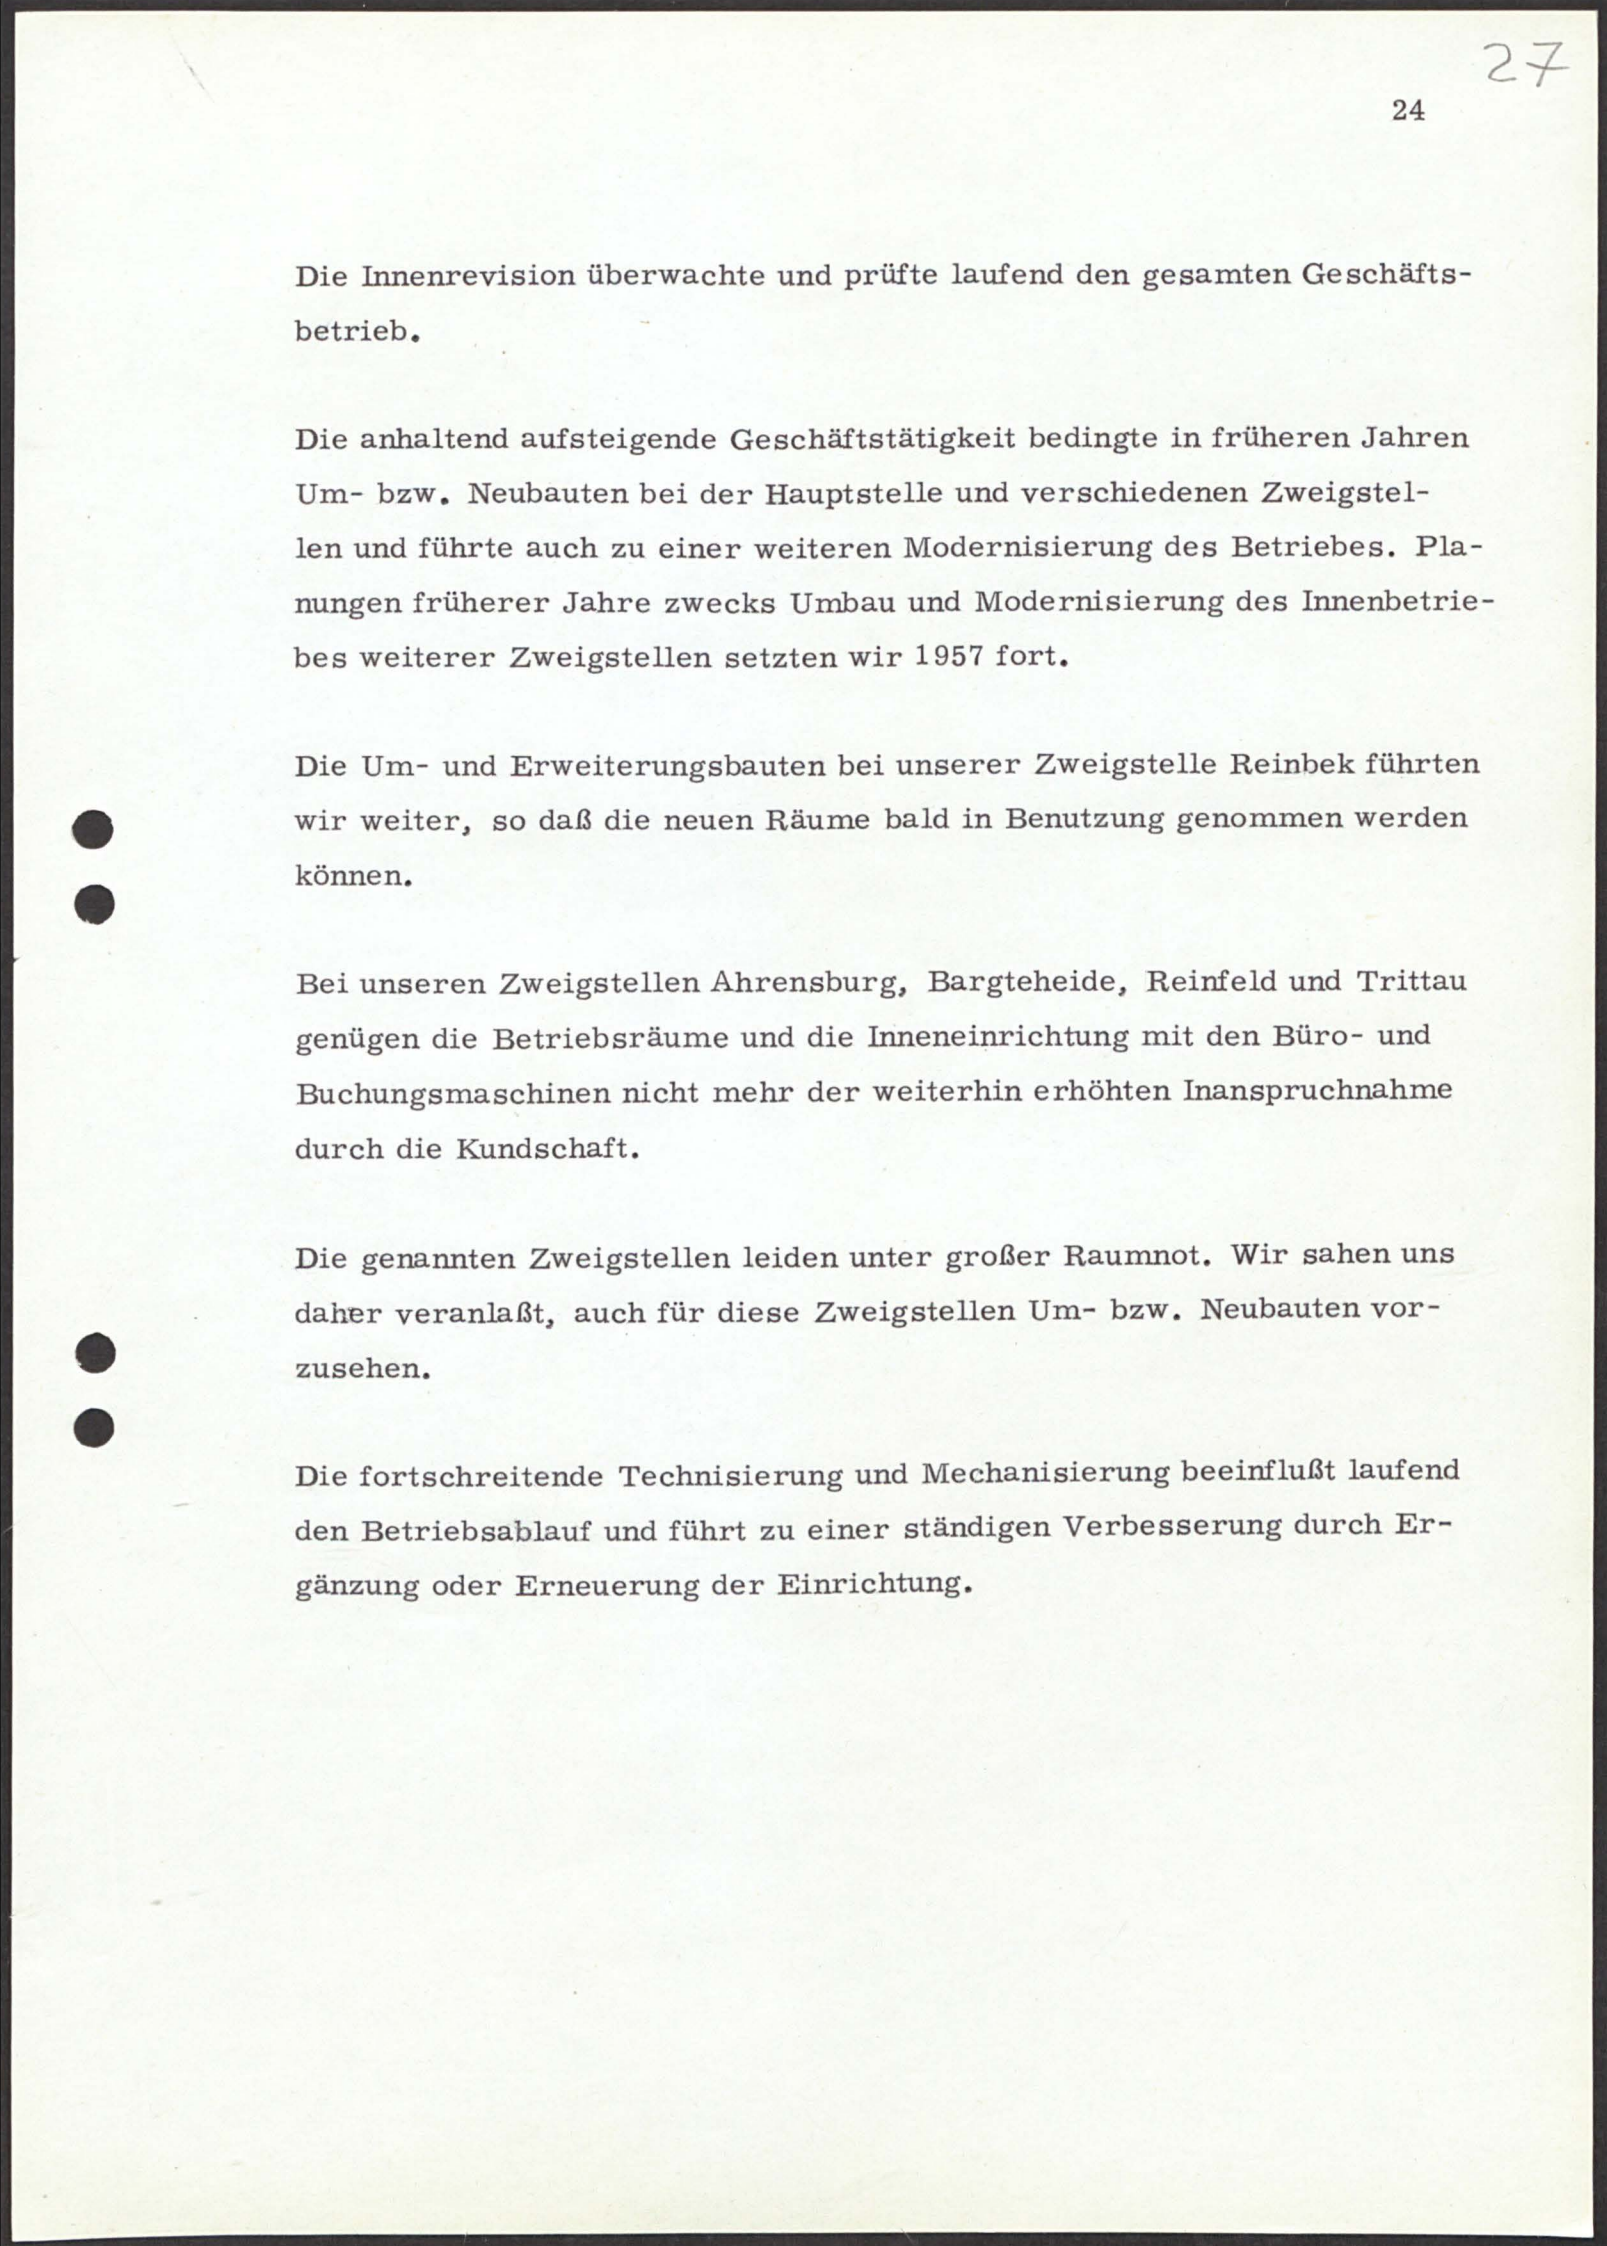 27
24
Die Innenrevision überwachte und prüfte laufend den gesamten Geschäfts-
betrieb.
Die anhaltend aufsteigende Geschäftstätigkeit bedingte in früheren Jahren
Um- bzw. Neubauten bei der Hauptstelle und verschiedenen Zweigstel-
len und führte auch zu einer weiteren Modernisierung des Betriebes. Pla-
nungen früherer Jahre zwecks Umbau und Modernisierung des Innenbetrie-
bes weiterer Zweigstellen setzten wir 1957 fort.
Die Um- und Erweiterungsbauten bei unserer Zweigstelle Reinbek führten
wir weiter, so daß die neuen Räume bald in Benutzung genommen werden
können.
Bei unseren Zweigstellen Ahrensburg, Bargteheide, Reinfeld und Trittau
genügen die Betriebsräume und die Inneneinrichtung mit den Büro- und
Buchungsmaschinen nicht mehr der weiterhin erhöhten Inanspruchnahme
durch die Kundschaft.
Die genannten Zweigstellen leiden unter großer Raumnot. Wir sahen uns
daher veranlaßt, auch für diese Zweigstellen Um- bzw. Neubauten vor-
zusehen.
Die fortschreitende Technisierung und Mechanisierung beeinflußt laufend
den Betriebsablauf und führt zu einer ständigen Verbesserung durch Er-
gänzung oder Erneuerung der Einrichtung.